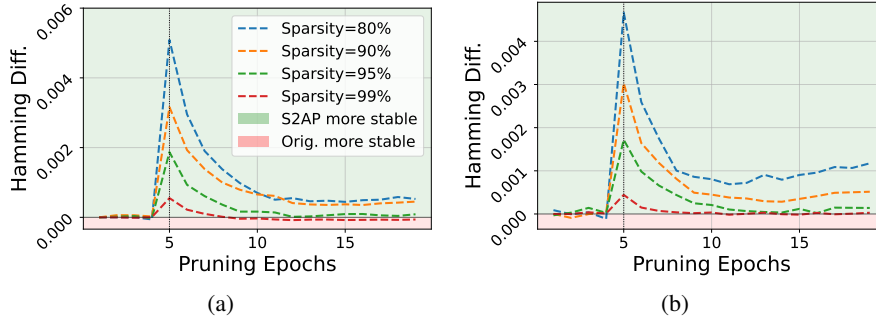 0.006
0.004
0.002
0.000
Hamming Diff.
Sparsity=80%
Sparsity=90%
Sparsity=95%
Sparsity=99%
S2AP more stable
Orig. more stable
5
10
15
Pruning Epochs
(a)
0.004
0.003
0.002
0.001
0.000
Hamming Diff.
5
10
15
Pruning Epochs
(b)